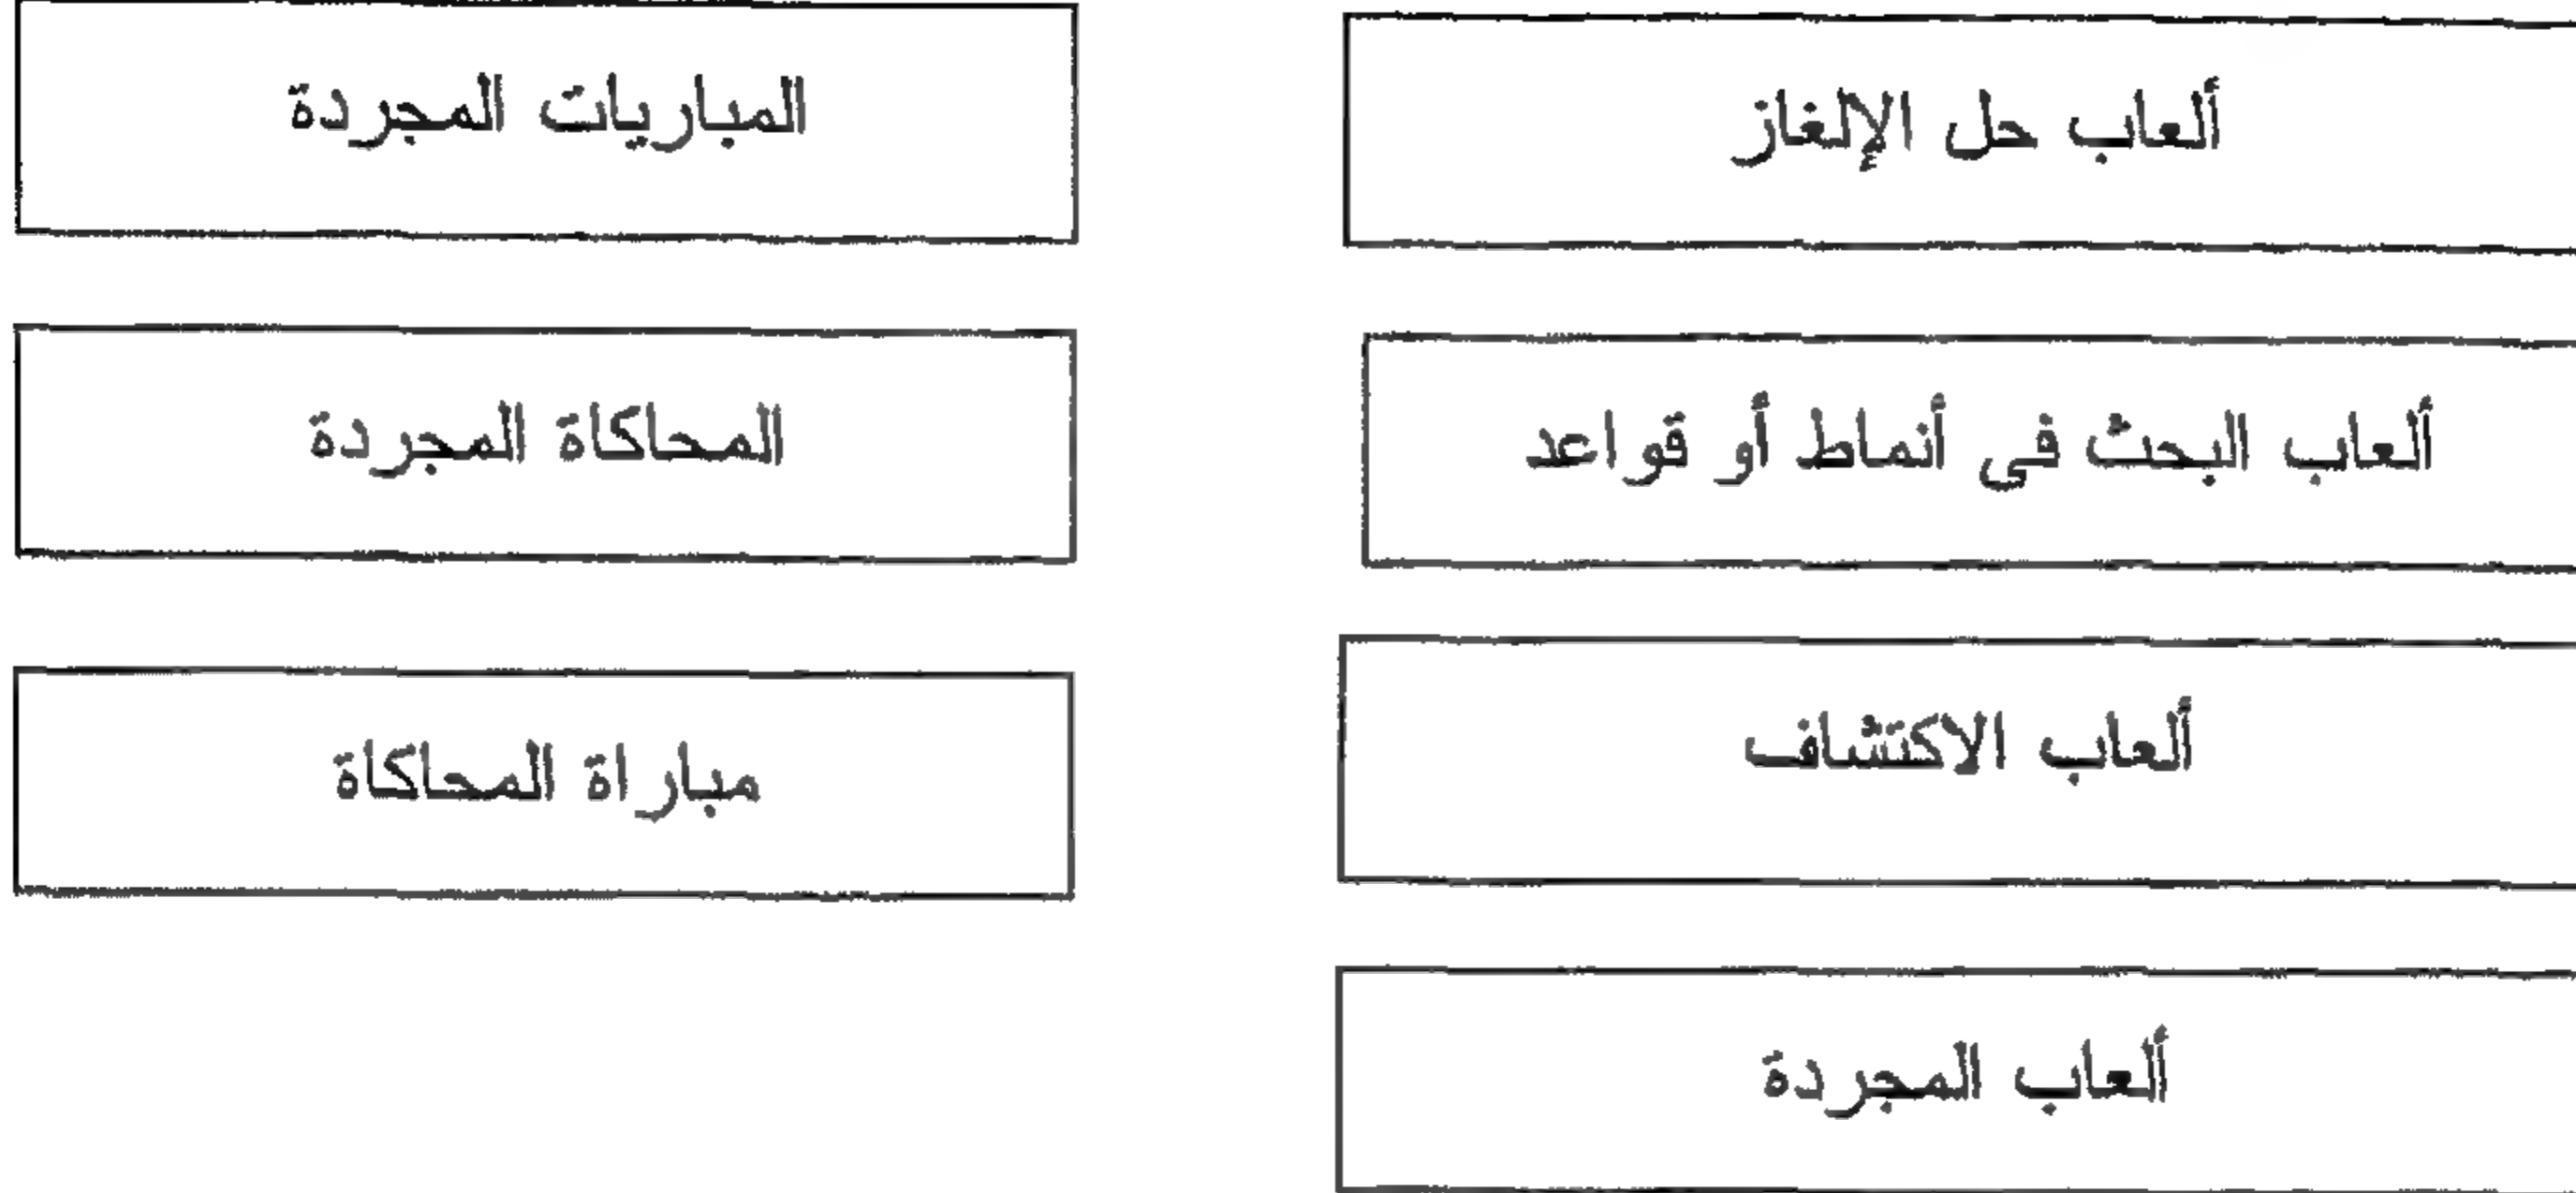 ألعاب حل الإلغاز
ألعاب البحث فى أنماط أو قواعد
ألعاب الاكتشاف
ألعاب المجردة
المباريات المجردة
المحاكاة المجردة
مباراة المحاكاة